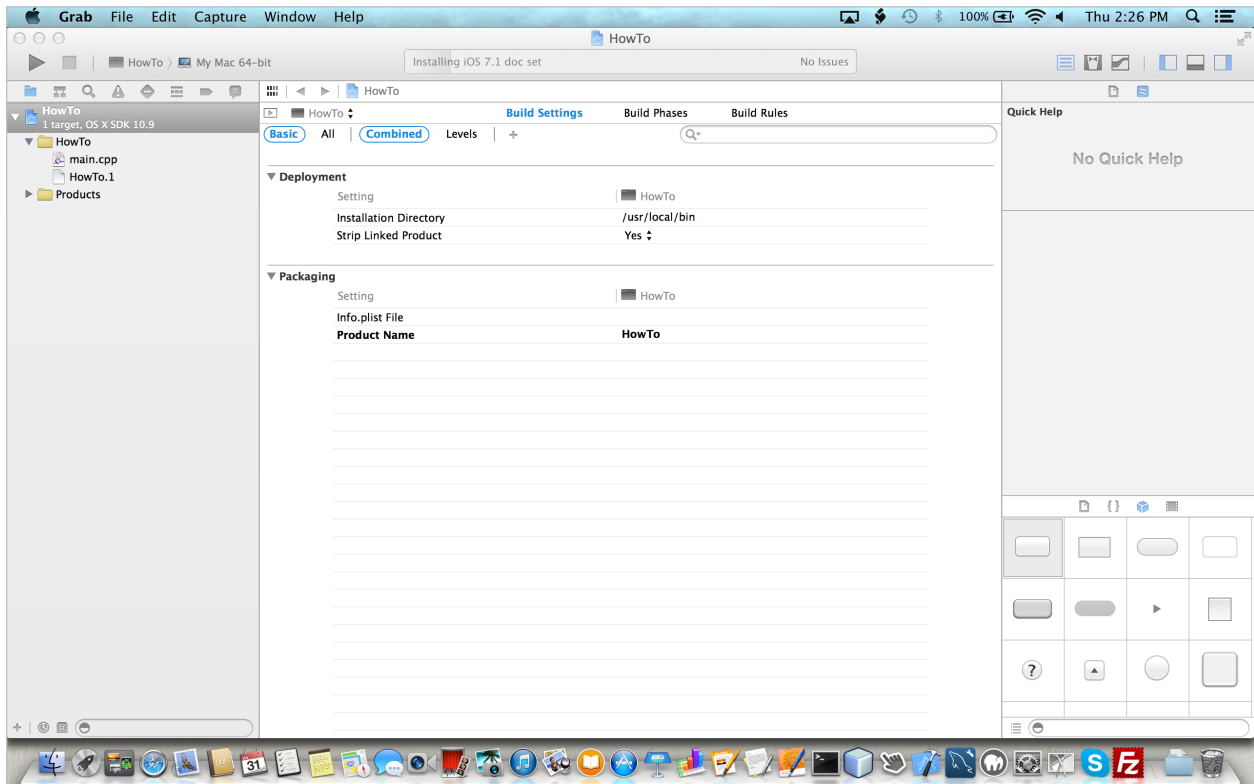 Grab File Edit Capture Window Help 100% Thu 2:26 PM
HowTo
HowTo My Mac 64-bit Installing iOS 7.1 doc set No Issues
HowTo
HowTo
1 target, OS X SDK 10.9
HowTo
main.cpp
HowTo.1
Products
HowTo Build Settings Build Phases Build Rules
Basic All Combined Levels +
Deployment
Setting HowTo
Installation Directory /usr/local/bin
Strip Linked Product Yes
Packaging
Setting HowTo
Info.plist File
Product Name HowTo
Quick Help
No Quick Help
{}
?
31
S
Fz